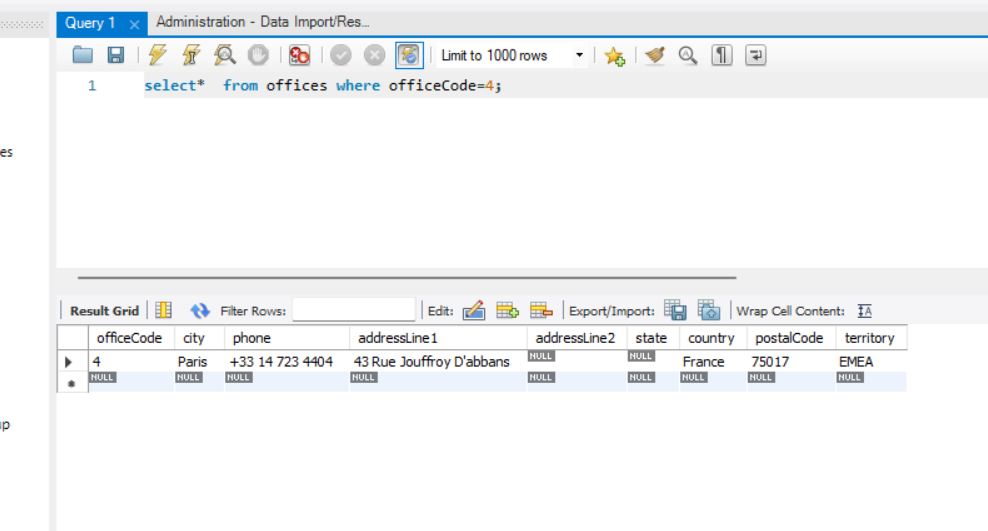 Query 1 × Administration - Data Import/Res...
Limit to 1000 rows
1 select*  from offices where officeCode=4;
es
Result Grid Filter Rows: Edit: Export/Import: Wrap Cell Content: IA
officeCode city phone addressLine1 addressLine2 state country postalCode territory
4 Paris +33 14 723 4404 43 Rue Jouffroy D'abbans NULL NULL France 75017 EMEA
NULL NULL NULL NULL NULL NULL NULL NULL NULL
up